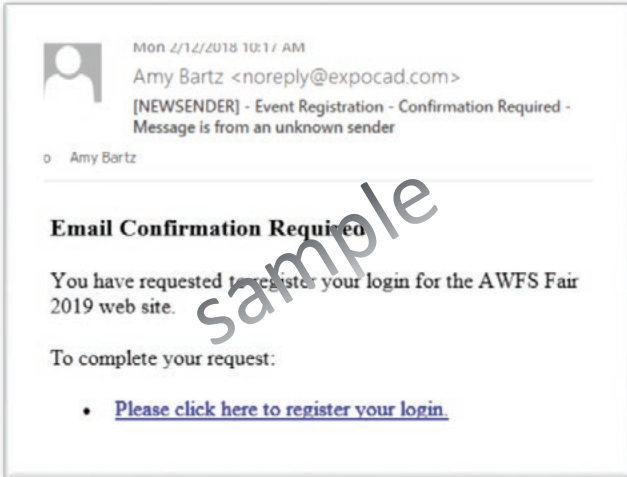 Mon 2/12/2018 10:17 AM
Amy Bartz <noreply@expocad.com>
[NEWSENDER] - Event Registration - Confirmation Required -
Message is from an unknown sender
o Amy Bartz
Email Confirmation Required
You have requested to register your login for the AWFS Fair
2019 web site.
sample
To complete your request:
• Please click here to register your login.